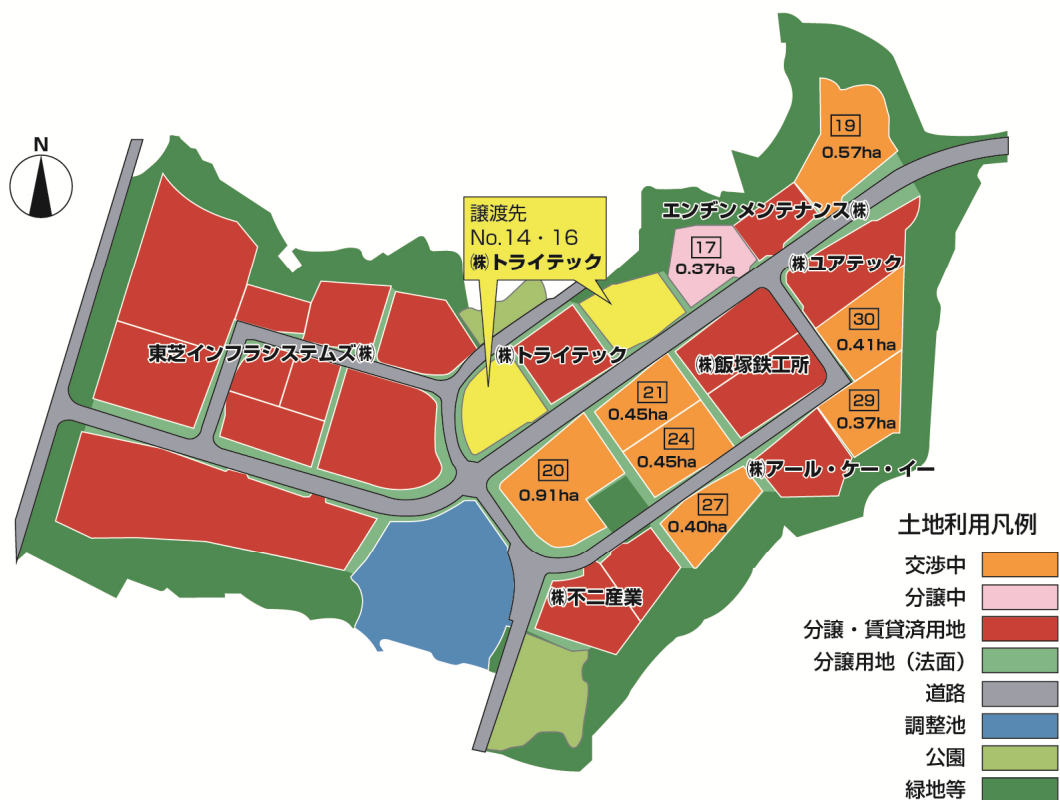 N
19
0.57ha
エンヂンメンテナンス㈱
譲渡先
No.14・16
㈱トライテック
17
0.37ha
㈱ユアテック
30
0.41ha
東芝インフラシステムズ㈱
㈱トライテック
㈱飯塚鉄工所
21
0.45ha
29
0.37ha
24
0.45ha
㈱アール・ケー・イー
20
0.91ha
27
0.40ha
㈱不二産業
土地利用凡例
交渉中
分譲中
分譲・賃貸済用地
分譲用地（法面）
道路
調整池
公園
緑地等